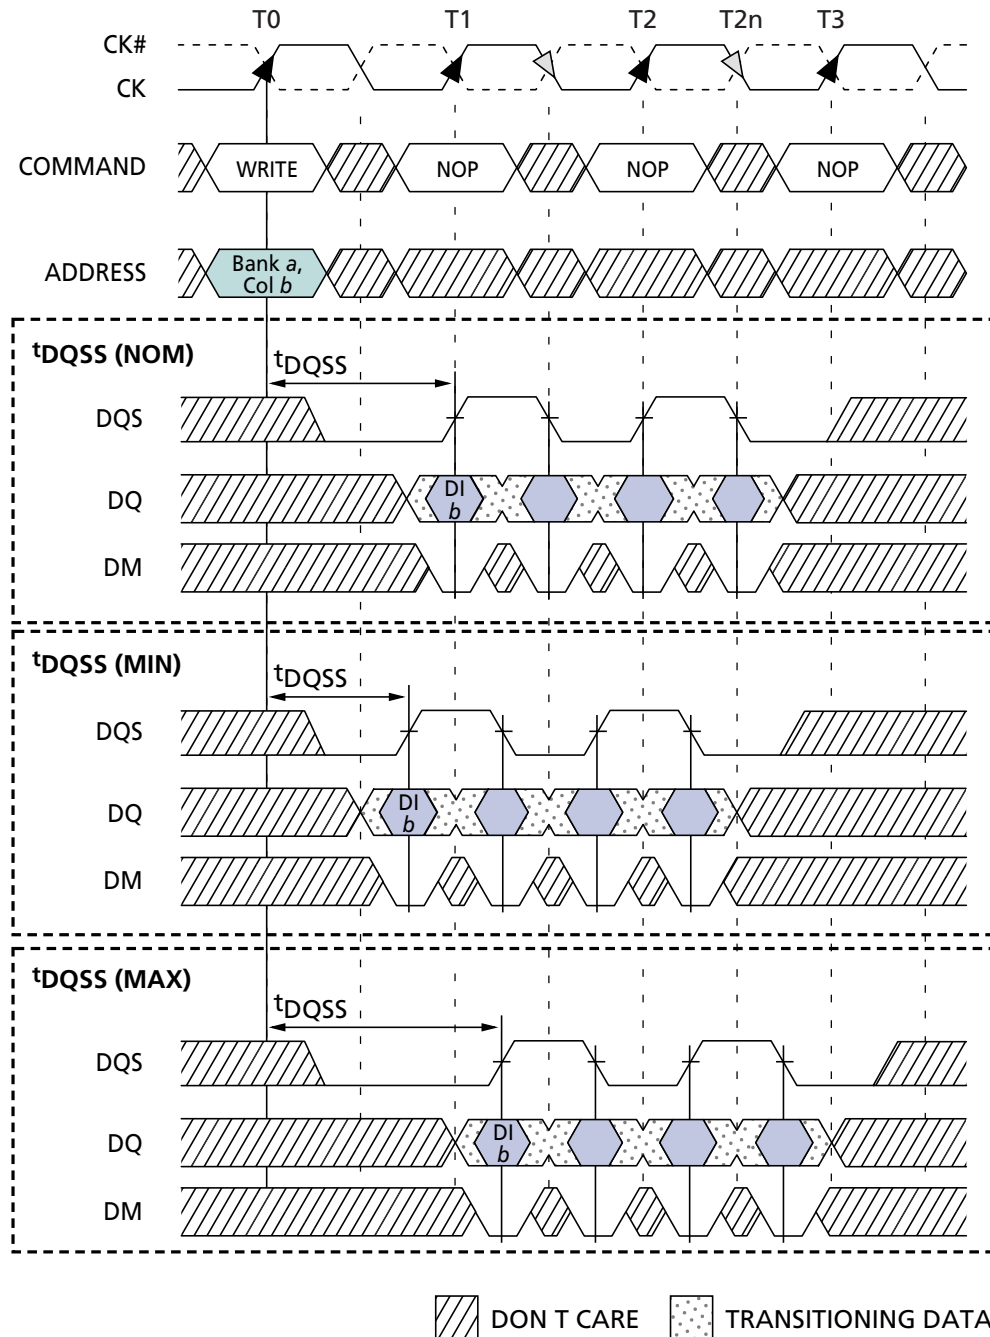 T0 T1 T2 T2n T3
CK#
CK
COMMAND WRITE NOP NOP NOP
ADDRESS Bank a,
Col b
tDQSS (NOM)
tDQSS
DQS
DQ DI
b
DM
tDQSS (MIN)
tDQSS
DQS
DQ DI
b
DM
tDQSS (MAX)
tDQSS
DQS
DQ DI
b
DM
DON T CARE TRANSITIONING DATA